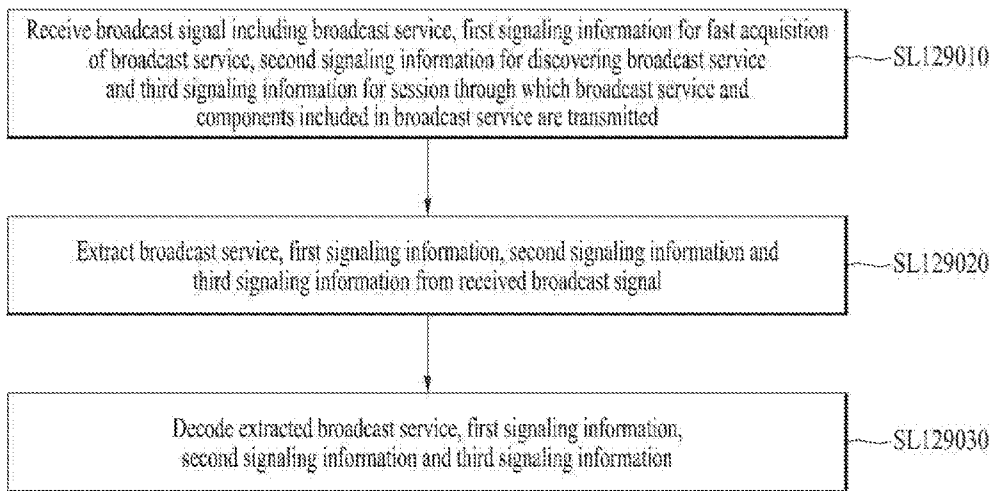 Receive broadcast signal including broadcast service, first signaling information for fast acquisition
of broadcast service, second signaling information for discovering broadcast service
and third signaling information for session through which broadcast service and
components included in broadcast service are transmitted
SL129010
Extract broadcast service, first signaling information, second signaling information and
third signaling information from received broadcast signal
SL129020
Decode extracted broadcast service, first signaling information,
second signaling information and third signaling information
SL129030